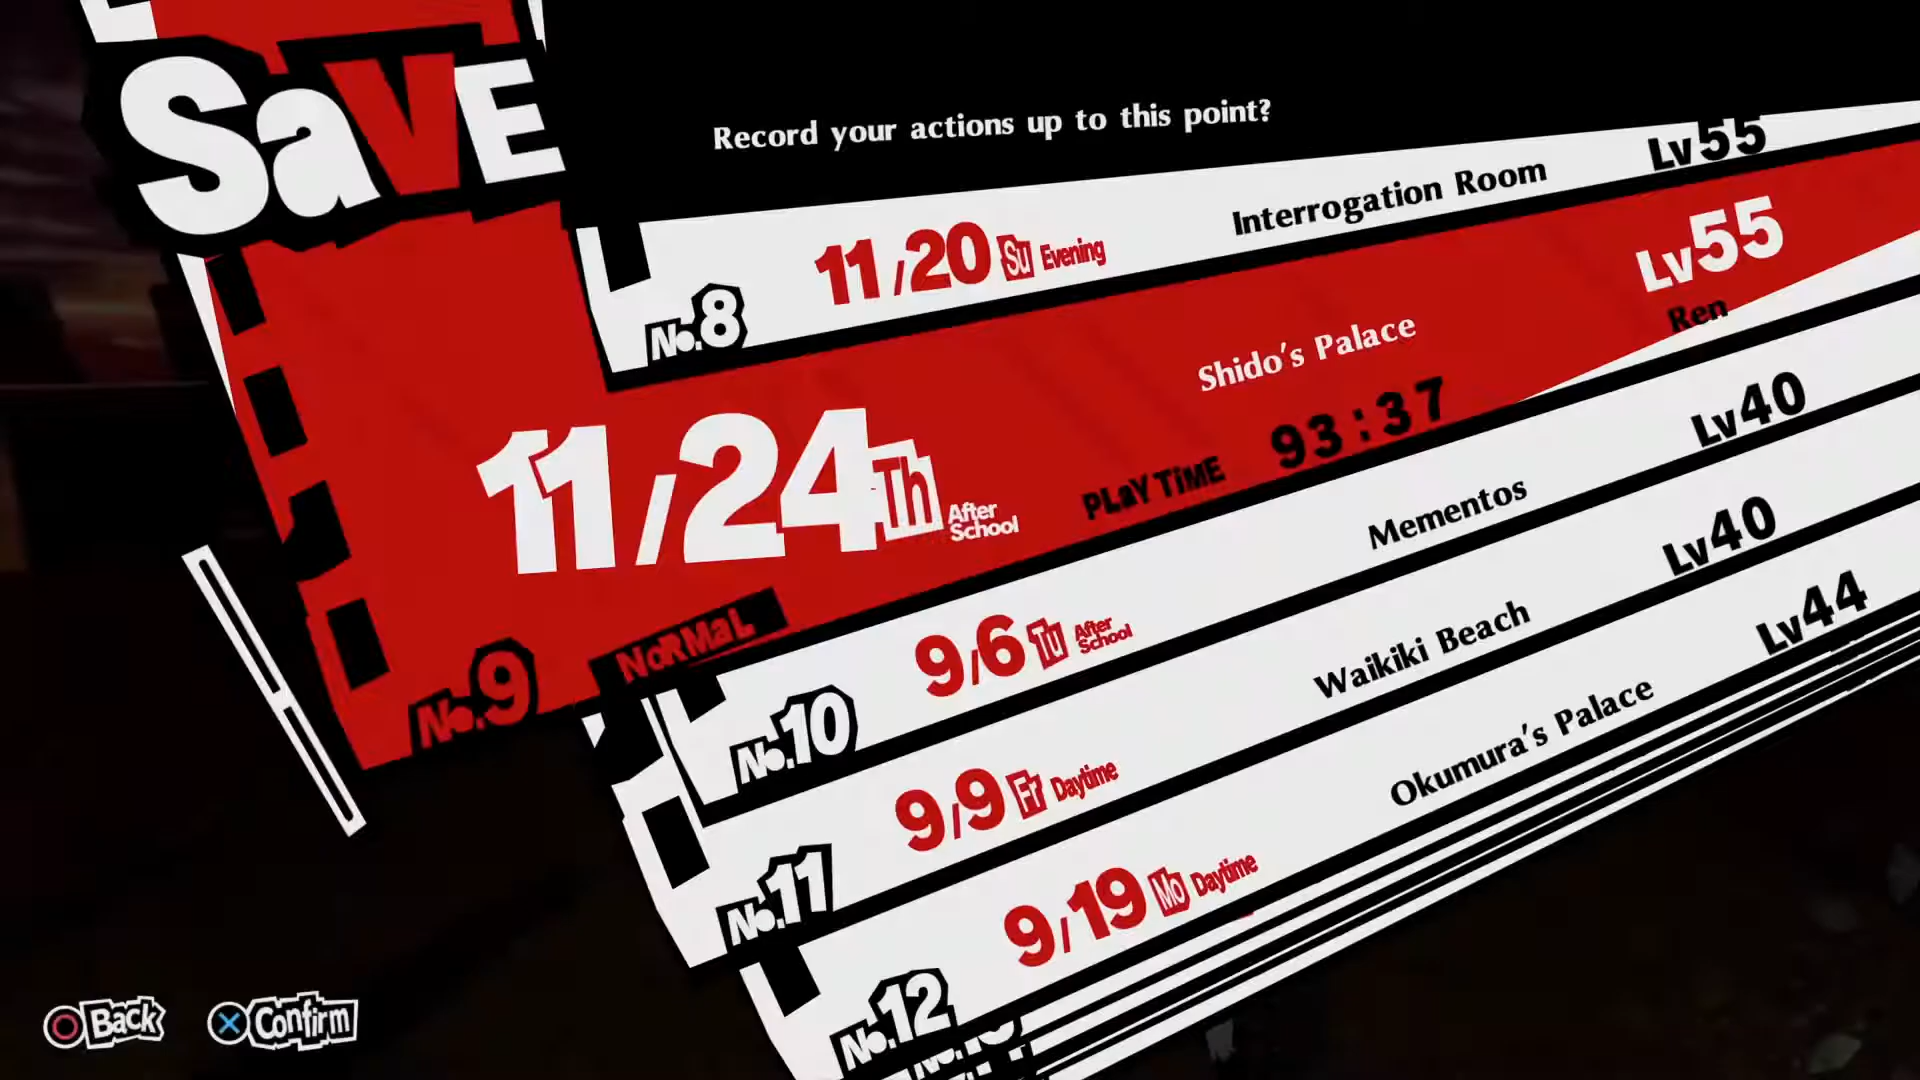 SaVE
Record your actions up to this point?
No.8 11/20 Su Evening Interrogation Room Lv55
No.9 11/24 Th After School Shido's Palace Lv55
Ren
PLaY TiME 93:37
NoRMaL
No.10 9/6 Tu After School Mementos Lv40
No.11 9/9 Fr Daytime Waikiki Beach Lv40
No.12 9/19 Mo Daytime Okumura's Palace Lv44
Back Confirm